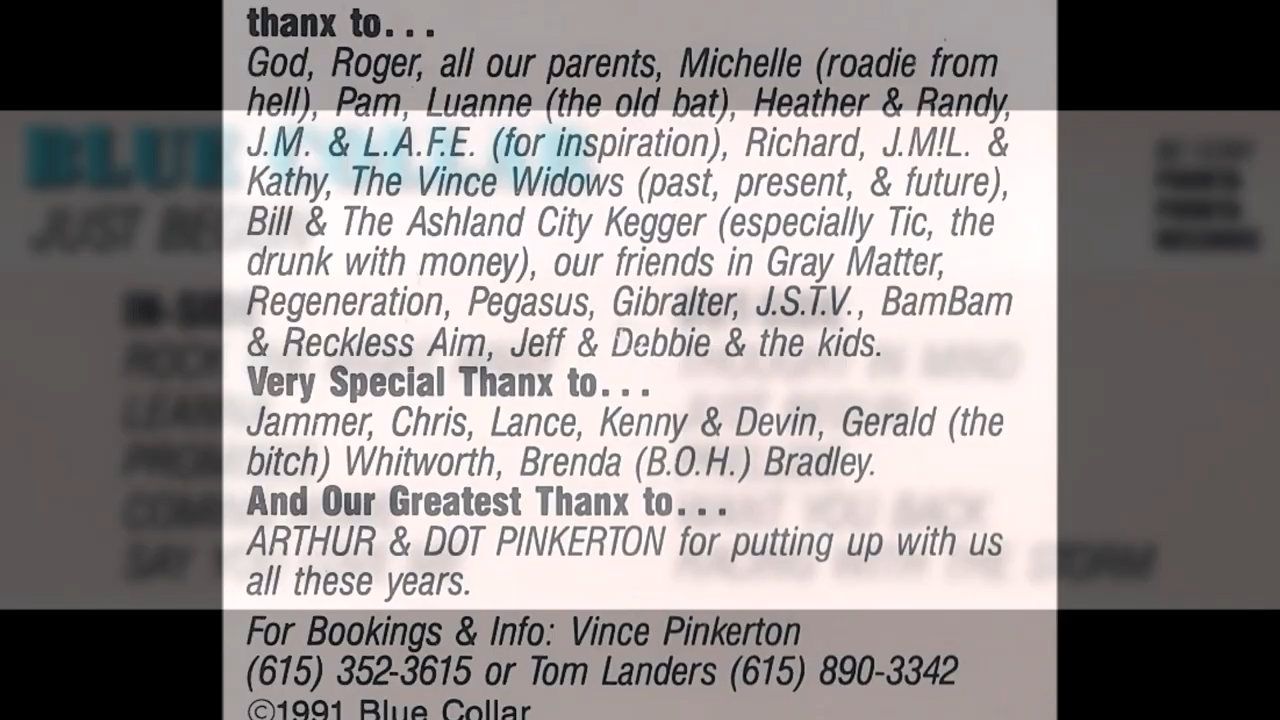 thanx to...
God, Roger, all our parents, Michelle (roadie from
hell), Pam, Luanne (the old bat), Heather & Randy,
J.M. & L.A.F.E. (for inspiration), Richard, J.M!L. &
Kathy, The Vince Widows (past, present, & future),
Bill & The Ashland City Kegger (especially Tic, the
drunk with money), our friends in Gray Matter,
Regeneration, Pegasus, Gibralter, J.S.T.V., BamBam
& Reckless Aim, Jeff & Debbie & the kids.
Very Special Thanx to...
Jammer, Chris, Lance, Kenny & Devin, Gerald (the
bitch) Whitworth, Brenda (B.O.H.) Bradley.
And Our Greatest Thanx to...
ARTHUR & DOT PINKERTON for putting up with us
all these years.
For Bookings & Info: Vince Pinkerton
(615) 352-3615 or Tom Landers (615) 890-3342
©1991 Blue Collar
BLUE
JUST
STORM